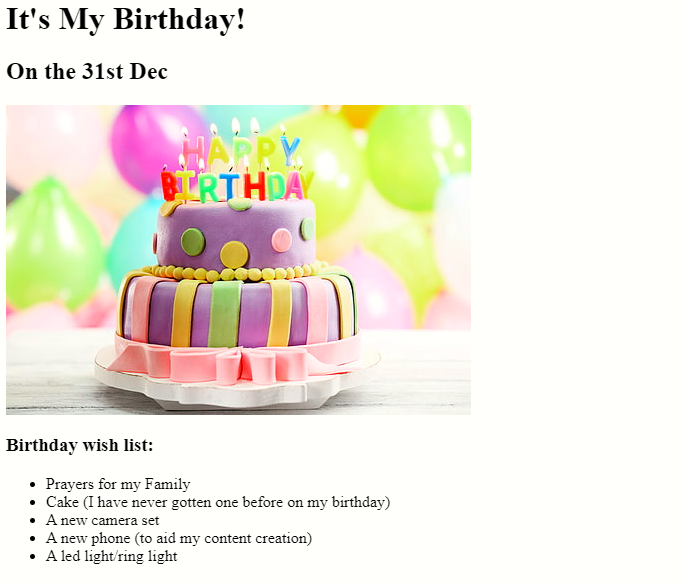 It's My Birthday!
On the 31st Dec
HAPPY
BIRTHDAY
Birthday wish list:
Prayers for my Family
Cake (I have never gotten one before on my birthday)
A new camera set
A new phone (to aid my content creation)
A led light/ring light